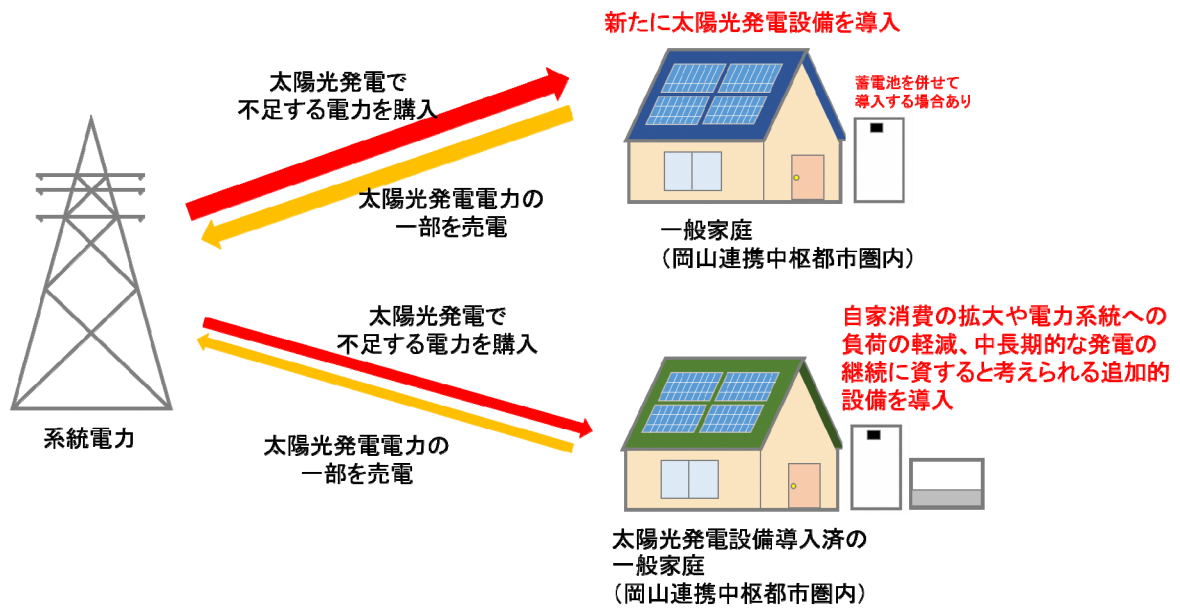 新たに太陽光発電設備を導入
太陽光発電で
不足する電力を購入
蓄電池を併せて
導入する場合あり
太陽光発電電力の
一部を売電
一般家庭
（岡山連携中枢都市圏内）
太陽光発電で
不足する電力を購入
自家消費の拡大や電力系統への
負荷の軽減、中長期的な発電の
継続に資すると考えられる追加的
設備を導入
系統電力
太陽光発電電力の
一部を売電
太陽光発電設備導入済の
一般家庭
（岡山連携中枢都市圏内）